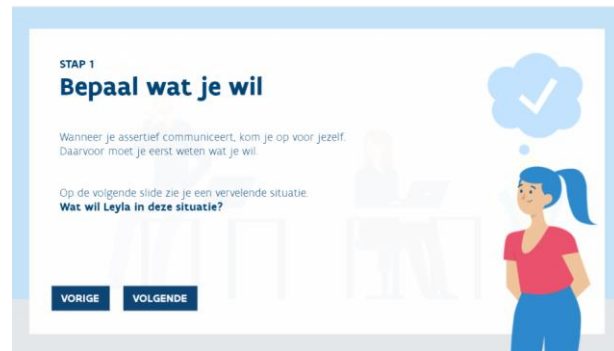 STAP 1
Bepaal wat je wil
Wanneer je assertief communiceert, kom je op voor jezelf.
Daarvoor moet je eerst weten wat je wil.
Op de volgende slide zie je een vervelende situatie.
Wat wil Leyla in deze situatie?
VORIGE
VOLGENDE